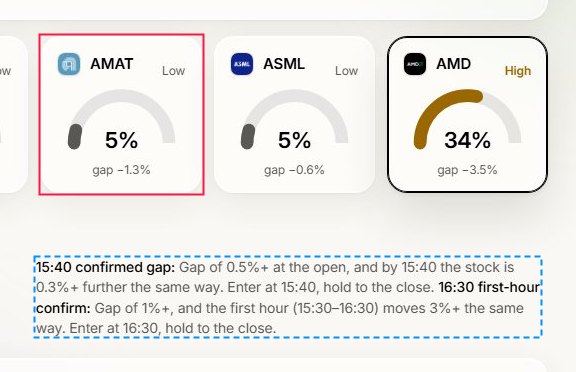 AMAT
Low
5%
gap −1.3%
ASML
ASML
Low
5%
gap −0.6%
AMD
AMD
High
34%
gap −3.5%
15:40 confirmed gap: Gap of 0.5%+ at the open, and by 15:40 the stock is
0.3%+ further the same way. Enter at 15:40, hold to the close. 16:30 first-hour
confirm: Gap of 1%+, and the first hour (15:30–16:30) moves 3%+ the same
way. Enter at 16:30, hold to the close.